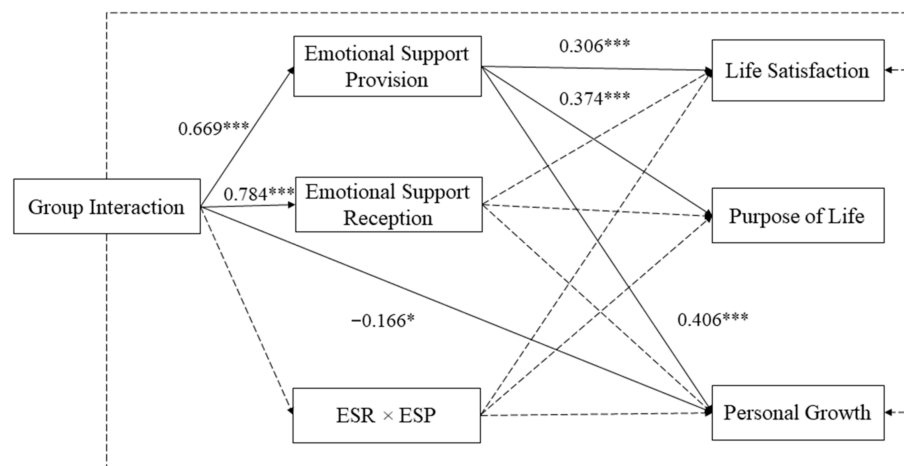 Emotional Support
Provision
0.306***
Life Satisfaction
0.374***
0.669***
Group Interaction
0.784***
Emotional Support
Reception
Purpose of Life
−0.166*
0.406***
ESR × ESP
Personal Growth